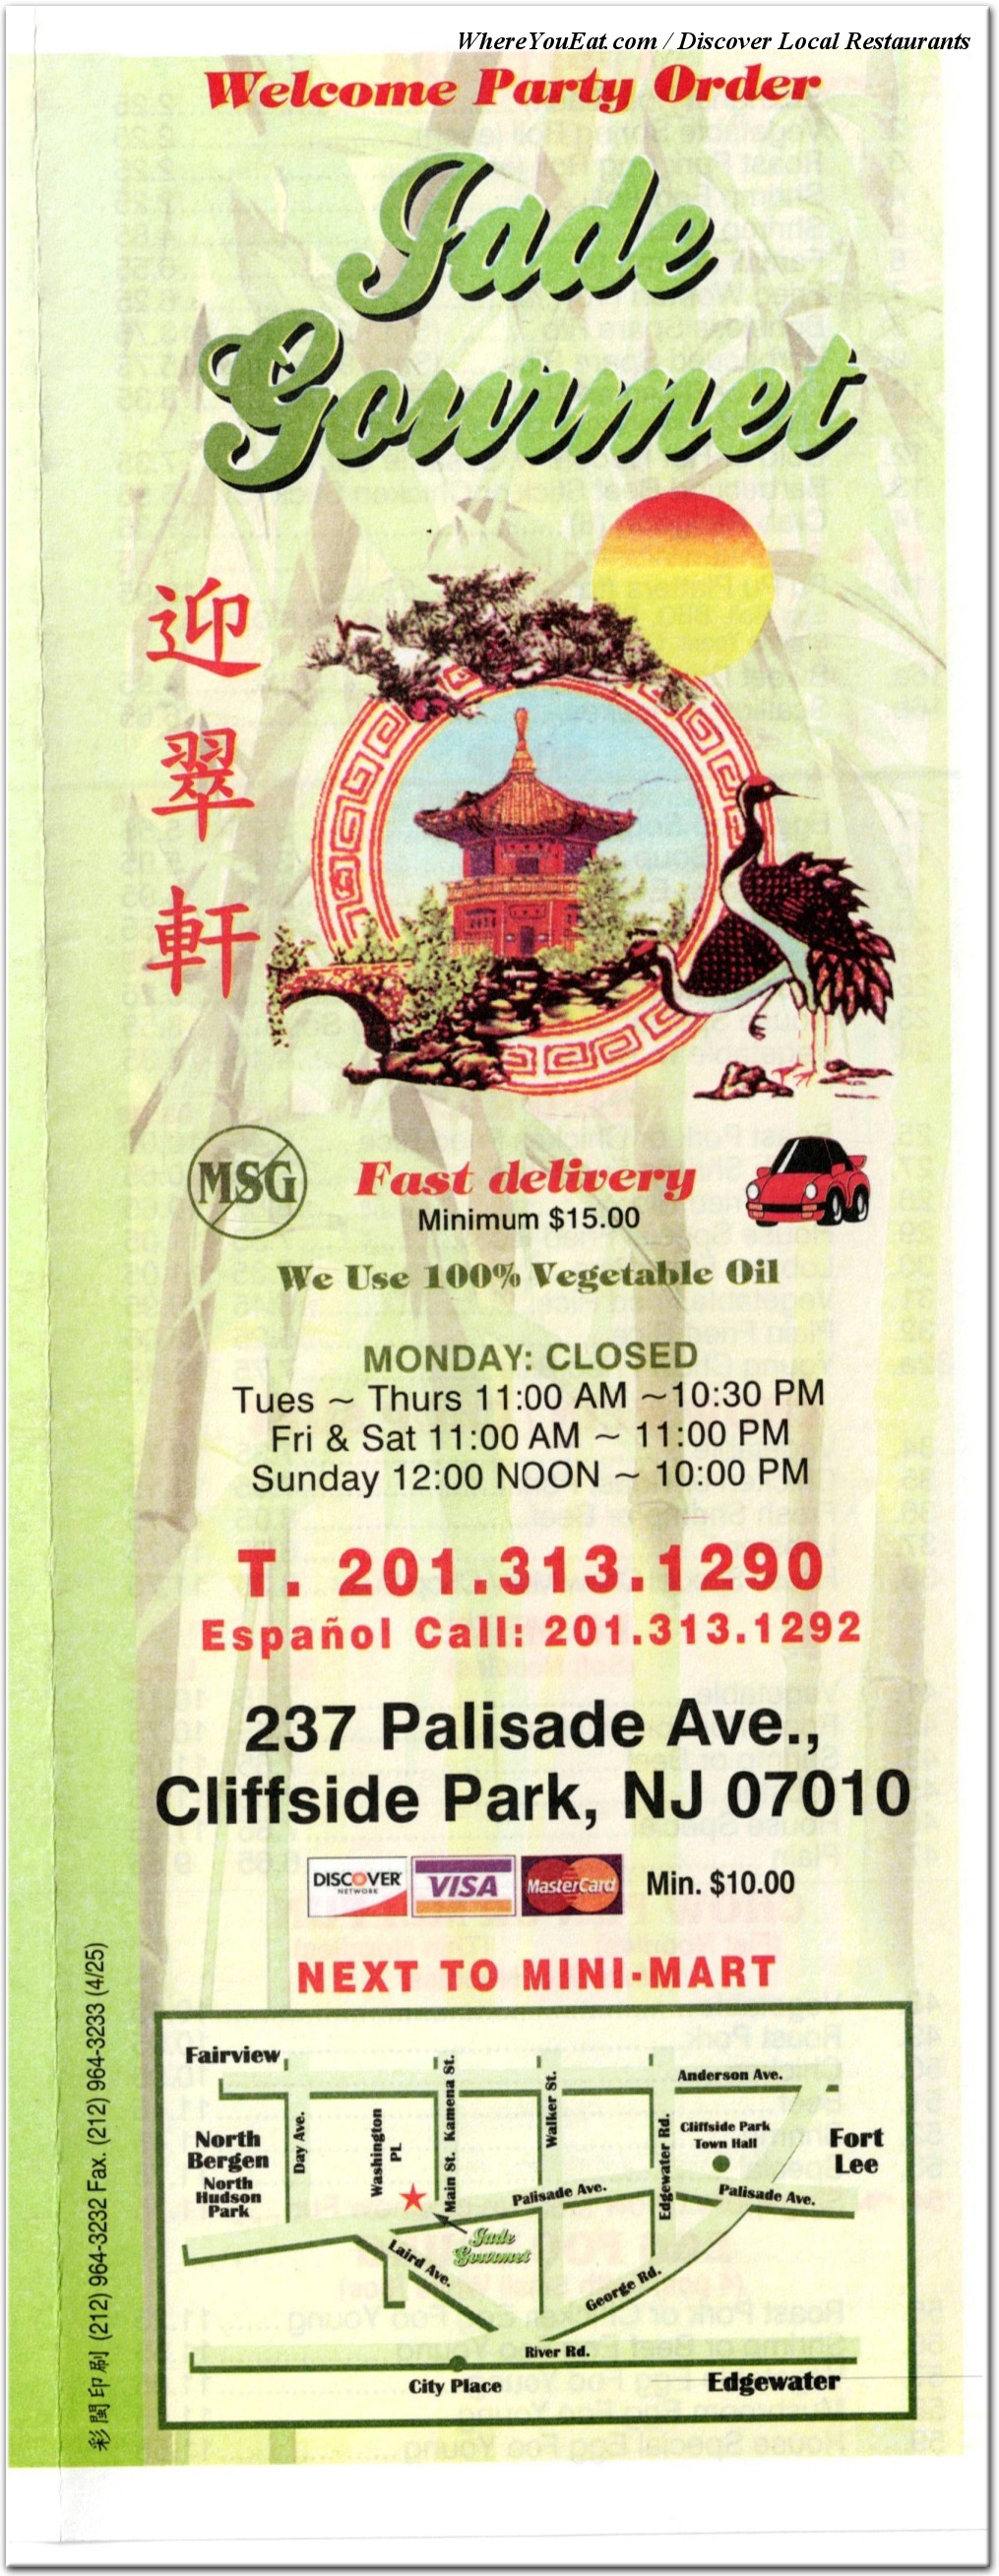 WhereYouEat.com / Discover Local Restaurants
Welcome Party Order
Jade
Gourmet
迎
翠
軒
MSG
Fast delivery
Minimum $15.00
We Use 100% Vegetable Oil
MONDAY: CLOSED
Tues ~ Thurs 11:00 AM ~10:30 PM
Fri & Sat 11:00 AM ~ 11:00 PM
Sunday 12:00 NOON ~ 10:00 PM
T. 201.313.1290
Español Call: 201.313.1292
237 Palisade Ave.,
Cliffside Park, NJ 07010
DISCOVER
NETWORK
VISA
MasterCard
Min. $10.00
NEXT TO MINI-MART
Fairview
Anderson Ave.
Day Ave.
Washington
PL.
Main St. Kamena St.
Walker St.
Edgewater Rd.
Cliffside Park
Town Hall
Fort
Lee
North
Bergen
North
Hudson
Park
Palisade Ave.
Palisade Ave.
Jade
Gourmet
Laird Ave.
George Rd.
River Rd.
City Place
Edgewater
彩閩印刷 (212) 964-3232 Fax. (212) 964-3233 (4/25)